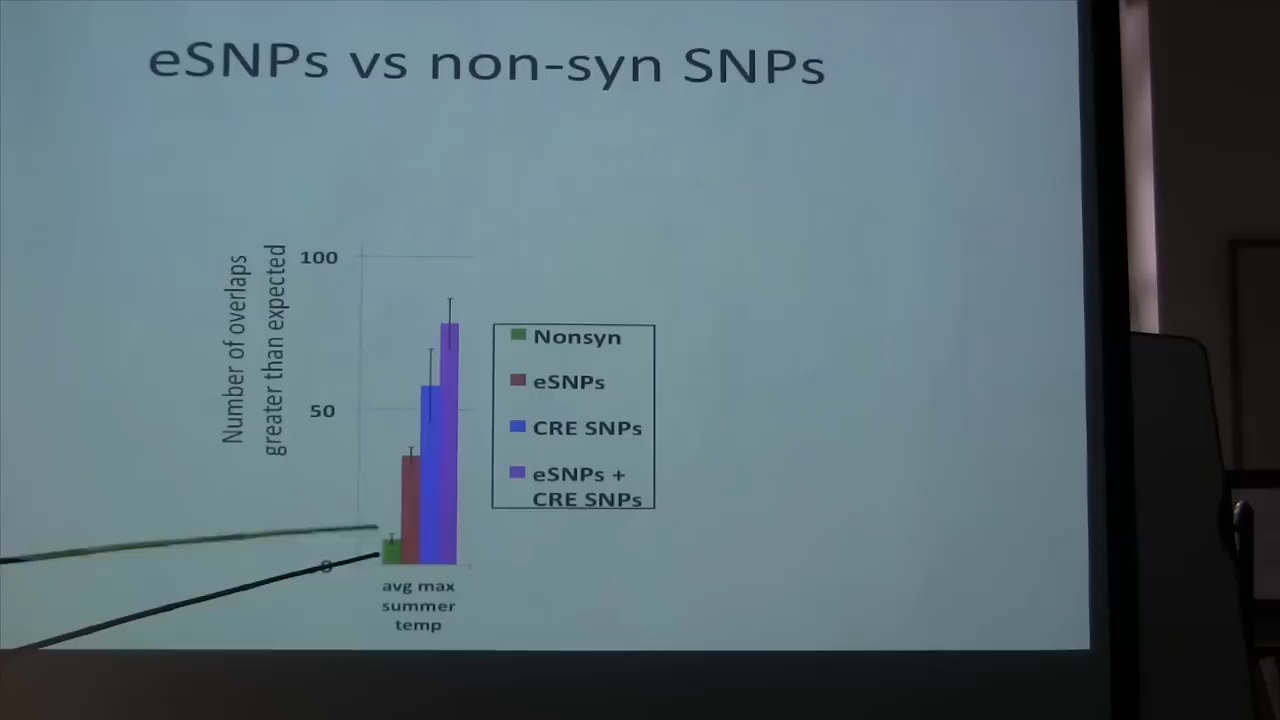 eSNPs vs non-syn SNPs
Number of overlaps
greater than expected
100
50
0
Nonsyn
eSNPs
CRE SNPs
eSNPs +
CRE SNPs
avg max
summer
temp